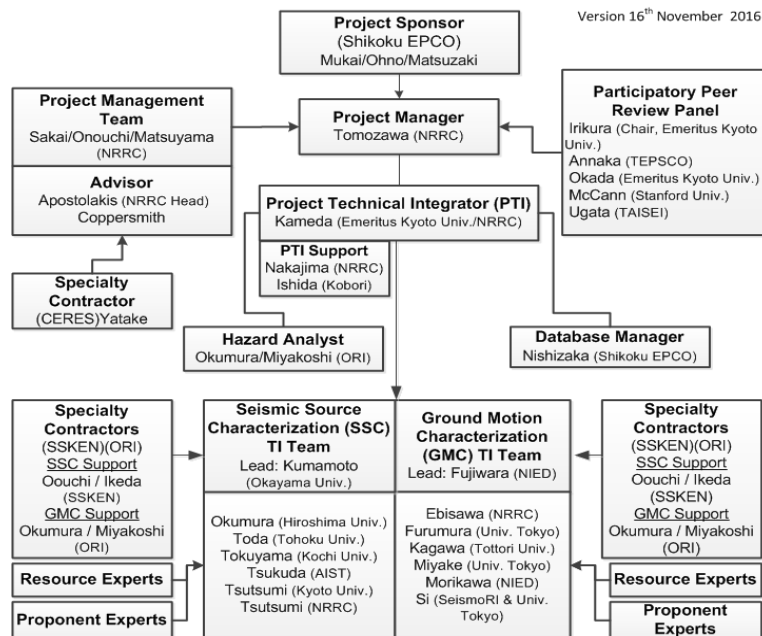 Version 16th November 2016
Project Sponsor
(Shikoku EPCO)
Mukai/Ohno/Matsuzaki
Project Management
Team
Sakai/Onouchi/Matsuyama
(NRRC)
Advisor
Apostolakis (NRRC Head)
Coppersmith
Project Manager
Tomozawa (NRRC)
Participatory Peer
Review Panel
Irikura (Chair, Emeritus Kyoto
Univ.)
Annaka (TEPSCO)
Okada (Emeritus Kyoto Univ.)
McCann (Stanford Univ.)
Ugata (TAISEI)
Project Technical Integrator (PTI)
Kameda (Emeritus Kyoto Univ./NRRC)
PTI Support
Nakajima (NRRC)
Ishida (Kobori)
Specialty
Contractor
(CERES)Yatake
Hazard Analyst
Okumura/Miyakoshi (ORI)
Database Manager
Nishizaka (Shikoku EPCO)
Specialty
Contractors
(SSKEN)(ORI)
SSC Support
Oouchi / Ikeda
(SSKEN)
GMC Support
Okumura / Miyakoshi
(ORI)
Resource Experts
Proponent Experts
Seismic Source
Characterization (SSC)
TI Team
Lead: Kumamoto
(Okayama Univ.)
Okumura (Hiroshima Univ.)
Toda (Tohoku Univ.)
Tokuyama (Kochi Univ.)
Tsukuda (AIST)
Tsutsumi (Kyoto Univ.)
Tsutsumi (NRRC)
Ground Motion
Characterization
(GMC) TI Team
Lead: Fujiwara (NIED)
Ebisawa (NRRC)
Furumura (Univ. Tokyo)
Kagawa (Tottori Univ.)
Miyake (Univ. Tokyo)
Morikawa (NIED)
Si (SeismoRI & Univ.
Tokyo)
Specialty
Contractors
(SSKEN)(ORI)
SSC Support
Oouchi / Ikeda
(SSKEN)
GMC Support
Okumura / Miyakoshi
(ORI)
Resource Experts
Proponent
Experts